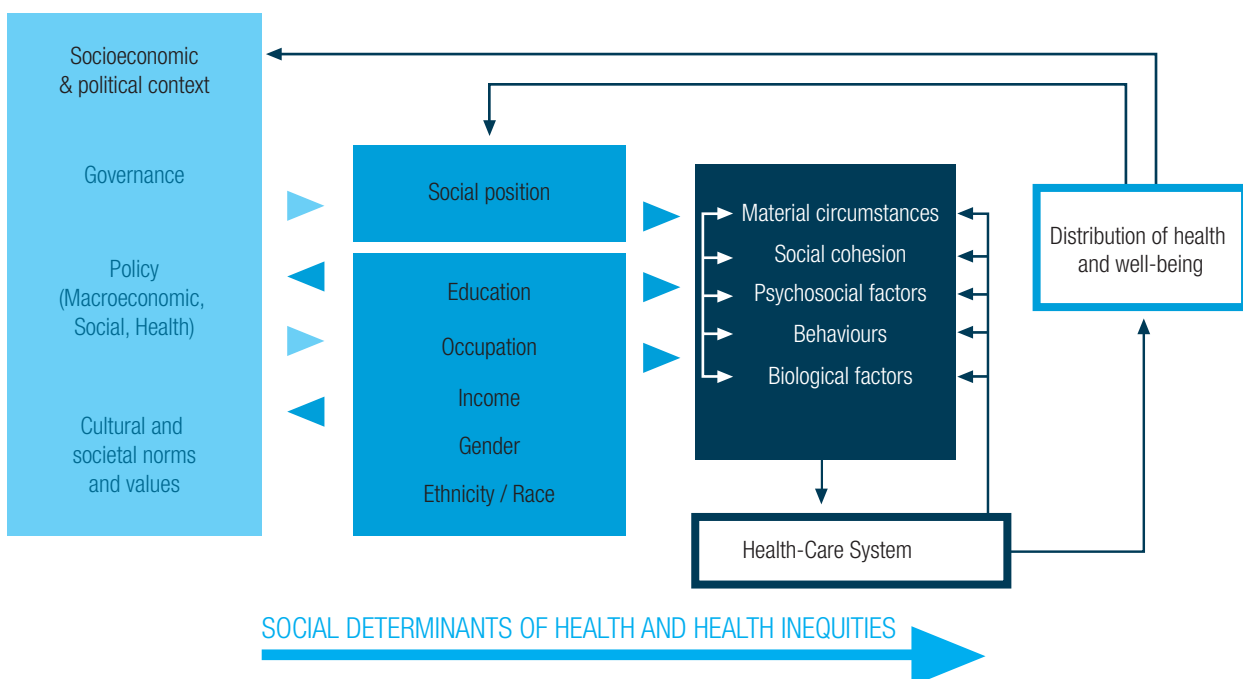 Socioeconomic
& political context
Governance
Policy
(Macroeconomic,
Social, Health)
Cultural and
societal norms
and values
Social position
Education
Occupation
Income
Gender
Ethnicity / Race
Material circumstances
Social cohesion
Psychosocial factors
Behaviours
Biological factors
Health-Care System
Distribution of health
and well-being
SOCIAL DETERMINANTS OF HEALTH AND HEALTH INEQUITIES